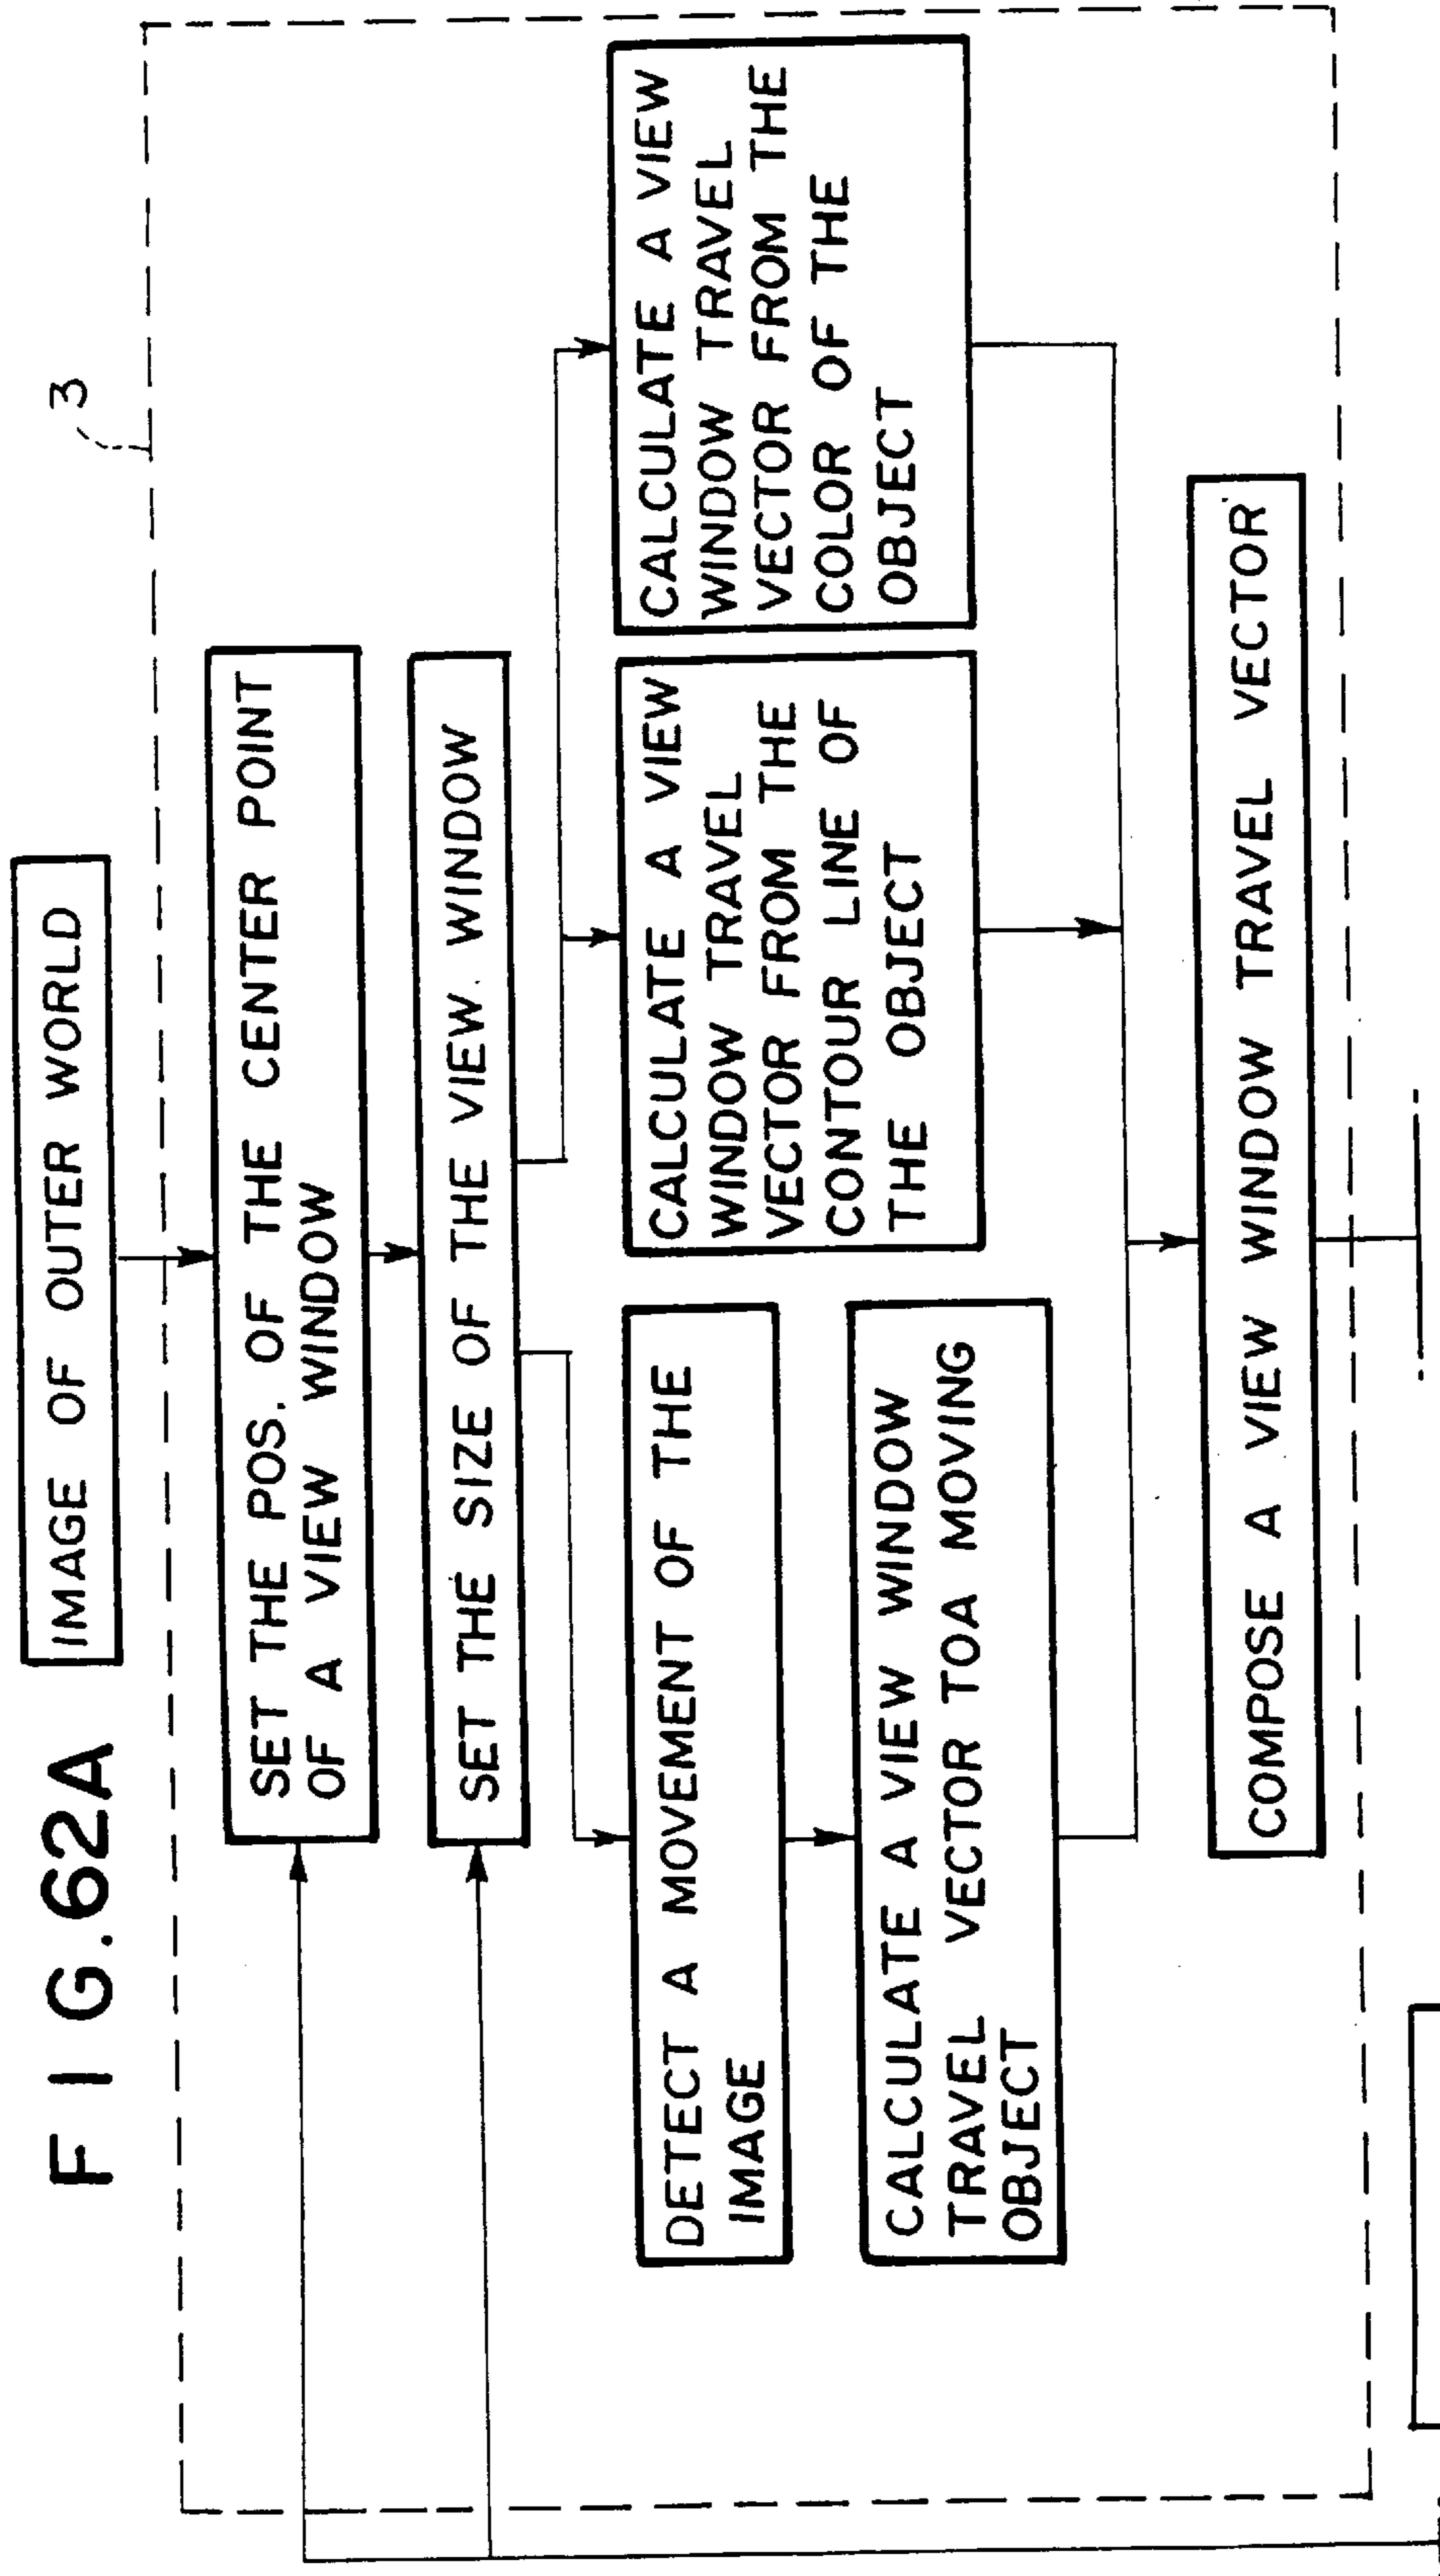 FIG.62A
IMAGE OF OUTER WORLD
3
SET THE POS. OF THE CENTER POINT
OF A VIEW WINDOW
SET THE SIZE OF THE VIEW. WINDOW
DETECT A MOVEMENT OF THE
IMAGE
CALCULATE A VIEW WINDOW
TRAVEL VECTOR TOA MOVING
OBJECT
CALCULATE A VIEW
WINDOW TRAVEL
VECTOR FROM THE
CONTOUR LINE OF
THE OBJECT
CALCULATE A VIEW
WINDOW TRAVEL
VECTOR FROM THE
COLOR OF THE
OBJECT
COMPOSE A VIEW WINDOW TRAVEL VECTOR